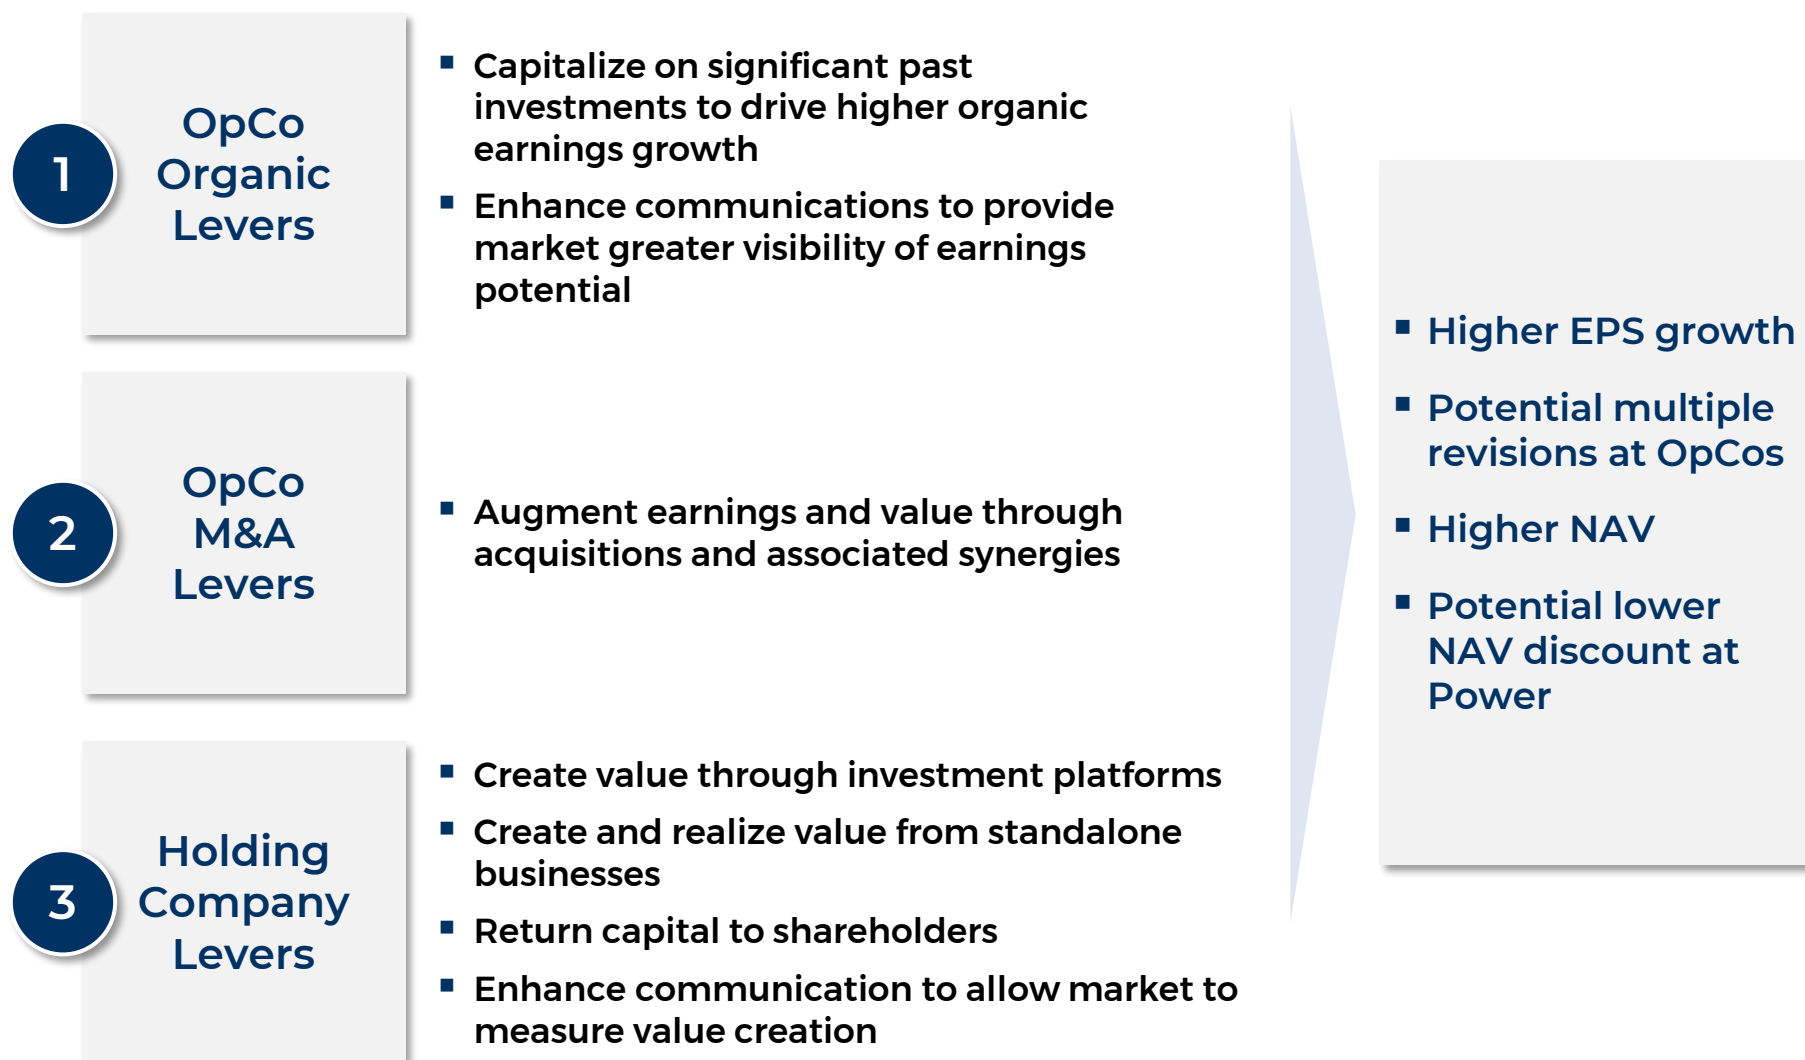 1
OpCo
Organic
Levers
▪ Capitalize on significant past
investments to drive higher organic
earnings growth
▪ Enhance communications to provide
market greater visibility of earnings
potential
2
OpCo
M&A
Levers
▪ Augment earnings and value through
acquisitions and associated synergies
3
Holding
Company
Levers
▪ Create value through investment platforms
▪ Create and realize value from standalone
businesses
▪ Return capital to shareholders
▪ Enhance communication to allow market to
measure value creation
▪ Higher EPS growth
▪ Potential multiple
revisions at OpCos
▪ Higher NAV
▪ Potential lower
NAV discount at
Power